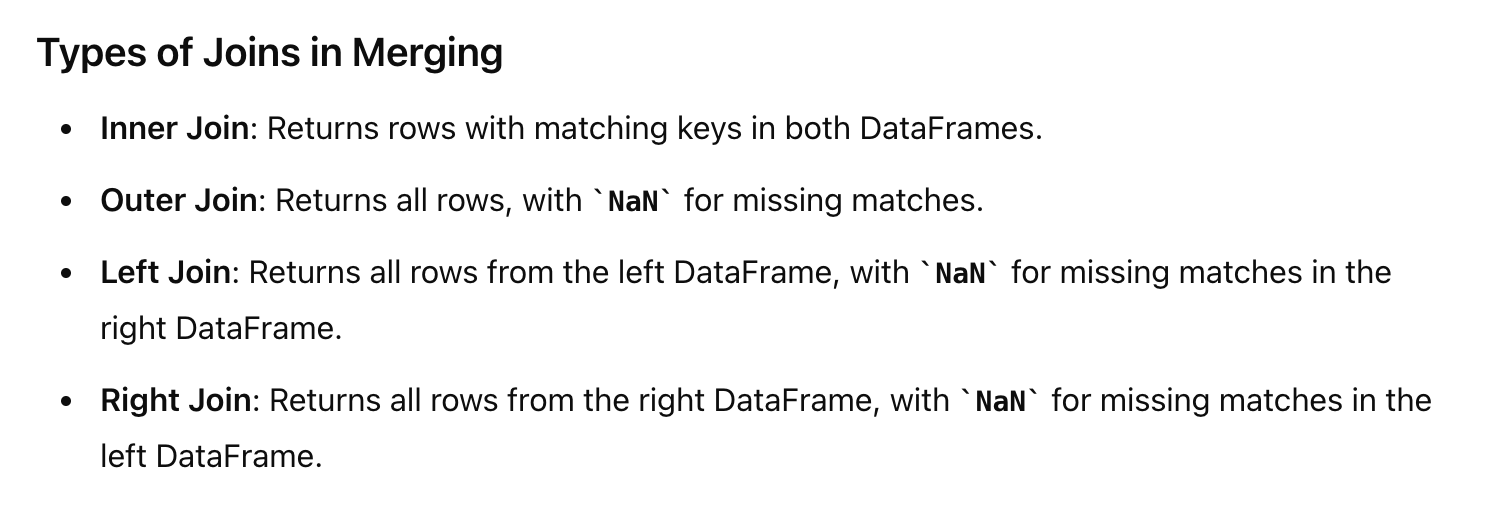 Types of Joins in Merging
• Inner Join: Returns rows with matching keys in both DataFrames.
• Outer Join: Returns all rows, with `NaN` for missing matches.
• Left Join: Returns all rows from the left DataFrame, with `NaN` for missing matches in the
right DataFrame.
• Right Join: Returns all rows from the right DataFrame, with `NaN` for missing matches in the
left DataFrame.